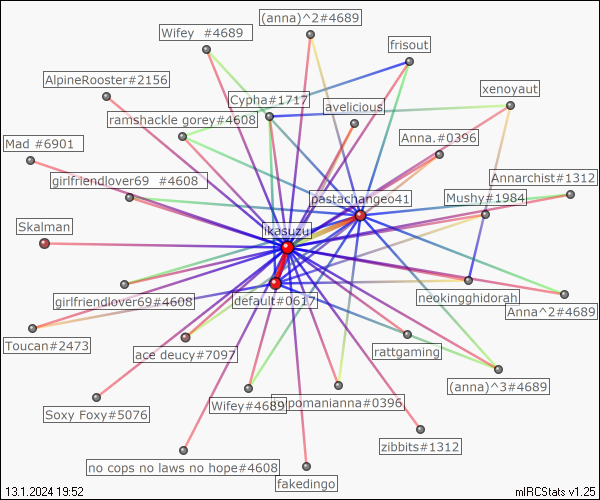 (anna)^2#4689
Wifey  #4689
frisout
AlpineRooster#2156
xenoyaut
Cypha#1717
avelicious
ramshackle gorey#4608
Mad #6901
Anna.#0396
girlfriendlover69  #4608
Annarchist#1312
pastachangeo41
Mushy#1984
Skalman
ikasuzu
girlfriendlover69#4608
default#0617
neokingghidorah
Anna^2#4689
Toucan#2473
ace deucy#7097
rattgaming
(anna)^3#4689
Wifey#4689
pomanianna#0396
Soxy Foxy#5076
zibbits#1312
no cops no laws no hope#4608
fakedingo
13.1.2024 19:52
mIRCStats v1.25